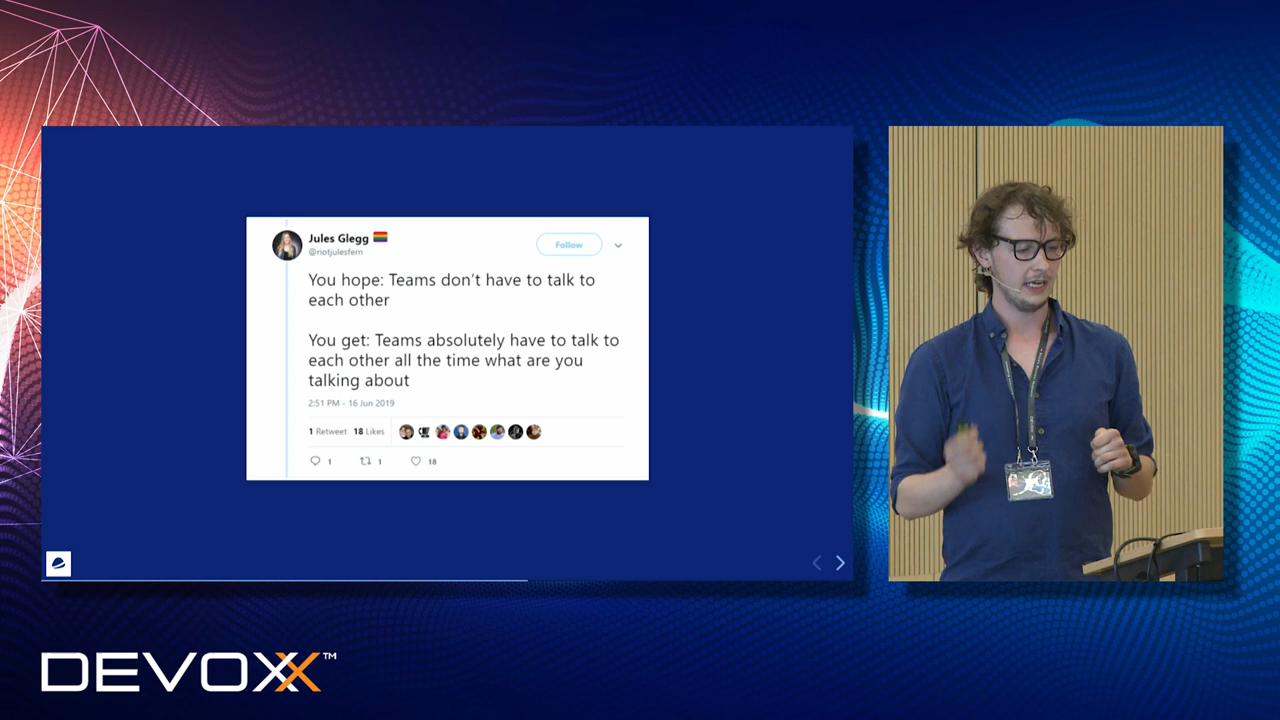 Jules Glegg
@riotjulesfern
Follow
You hope: Teams don't have to talk to
each other
You get: Teams absolutely have to talk to
each other all the time what are you
talking about
2:51 PM - 16 Jun 2019
1 Retweet 18 Likes
1 1 18
DEVOXX™